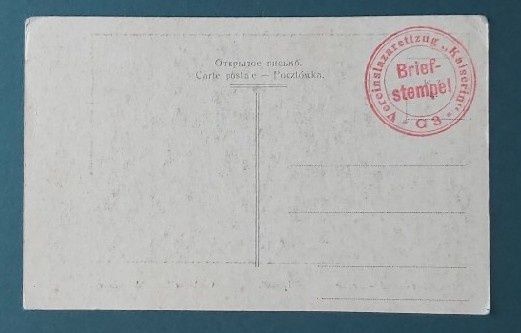 Открытое письмо.
Carte postale – Pocztówka.
Vereinslazarettzug „Kaiserin“
Brief-
stempel